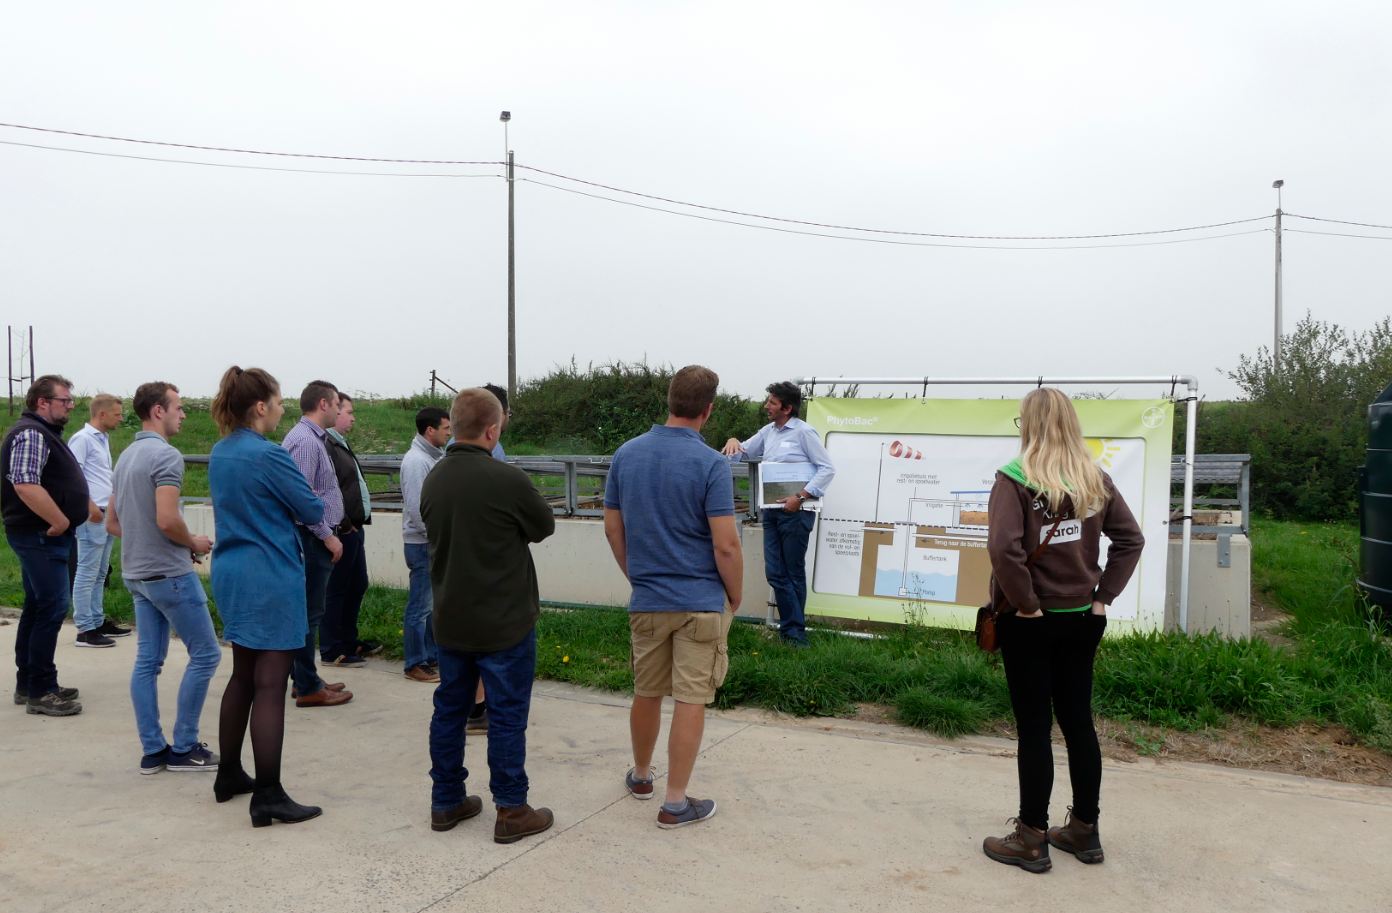 PhytoBac®
Irrigatiebuis met
rest- en spoelwater
Irrigatie
Rest- en spoel-
water afkomstig
van de vul- en
spoelplaats
Terug naar de buffertank
Buffertank
Pomp
sarah